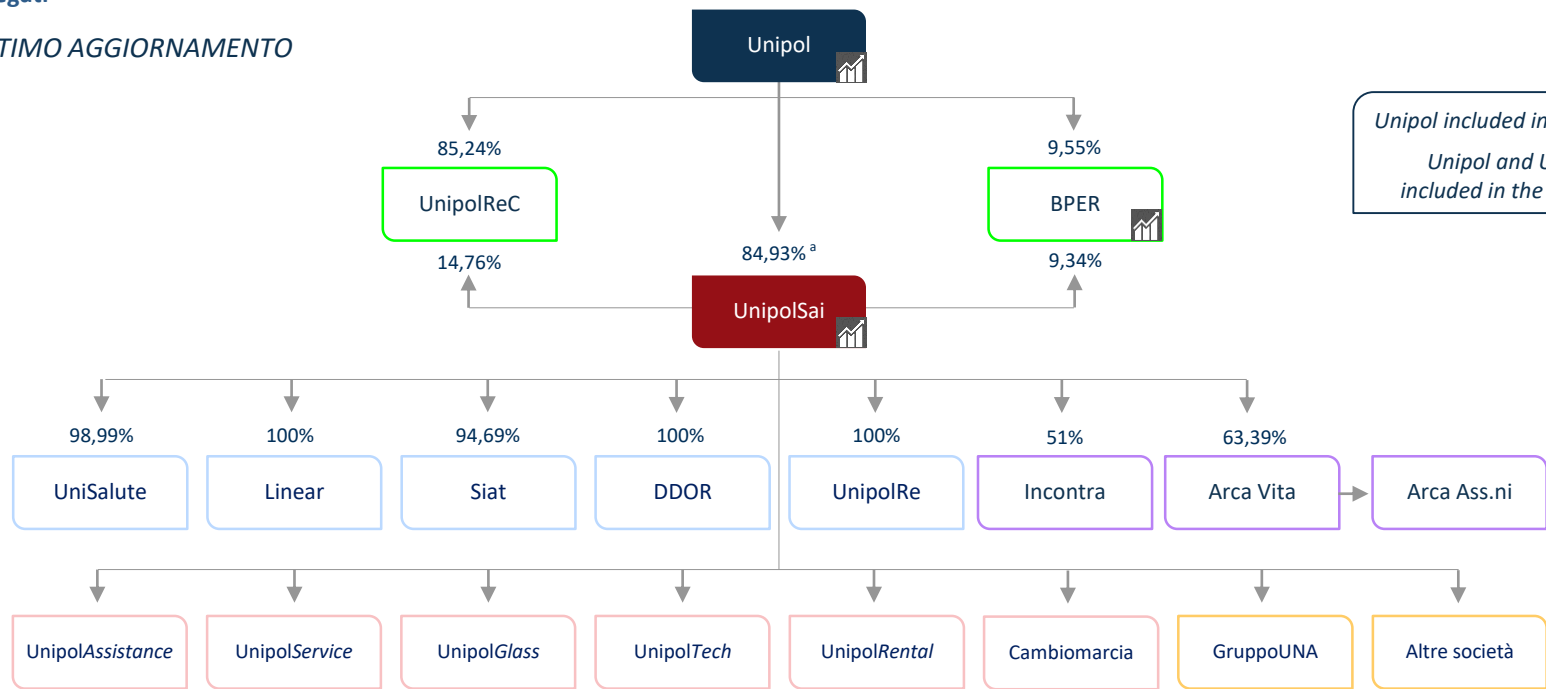 TIMO AGGIORNAMENTO
Unipol
Unipol included in
Unipol and U
included in the
85,24%
9,55%
UnipolReC
BPER
84,93% a
14,76%
9,34%
UnipolSai
98,99%
100%
94,69%
100%
100%
51%
63,39%
UniSalute
Linear
Siat
DDOR
UnipolRe
Incontra
Arca Vita
Arca Ass.ni
UnipolAssistance
UnipolService
UnipolGlass
UnipolTech
UnipolRental
Cambiomarcia
GruppoUNA
Altre società